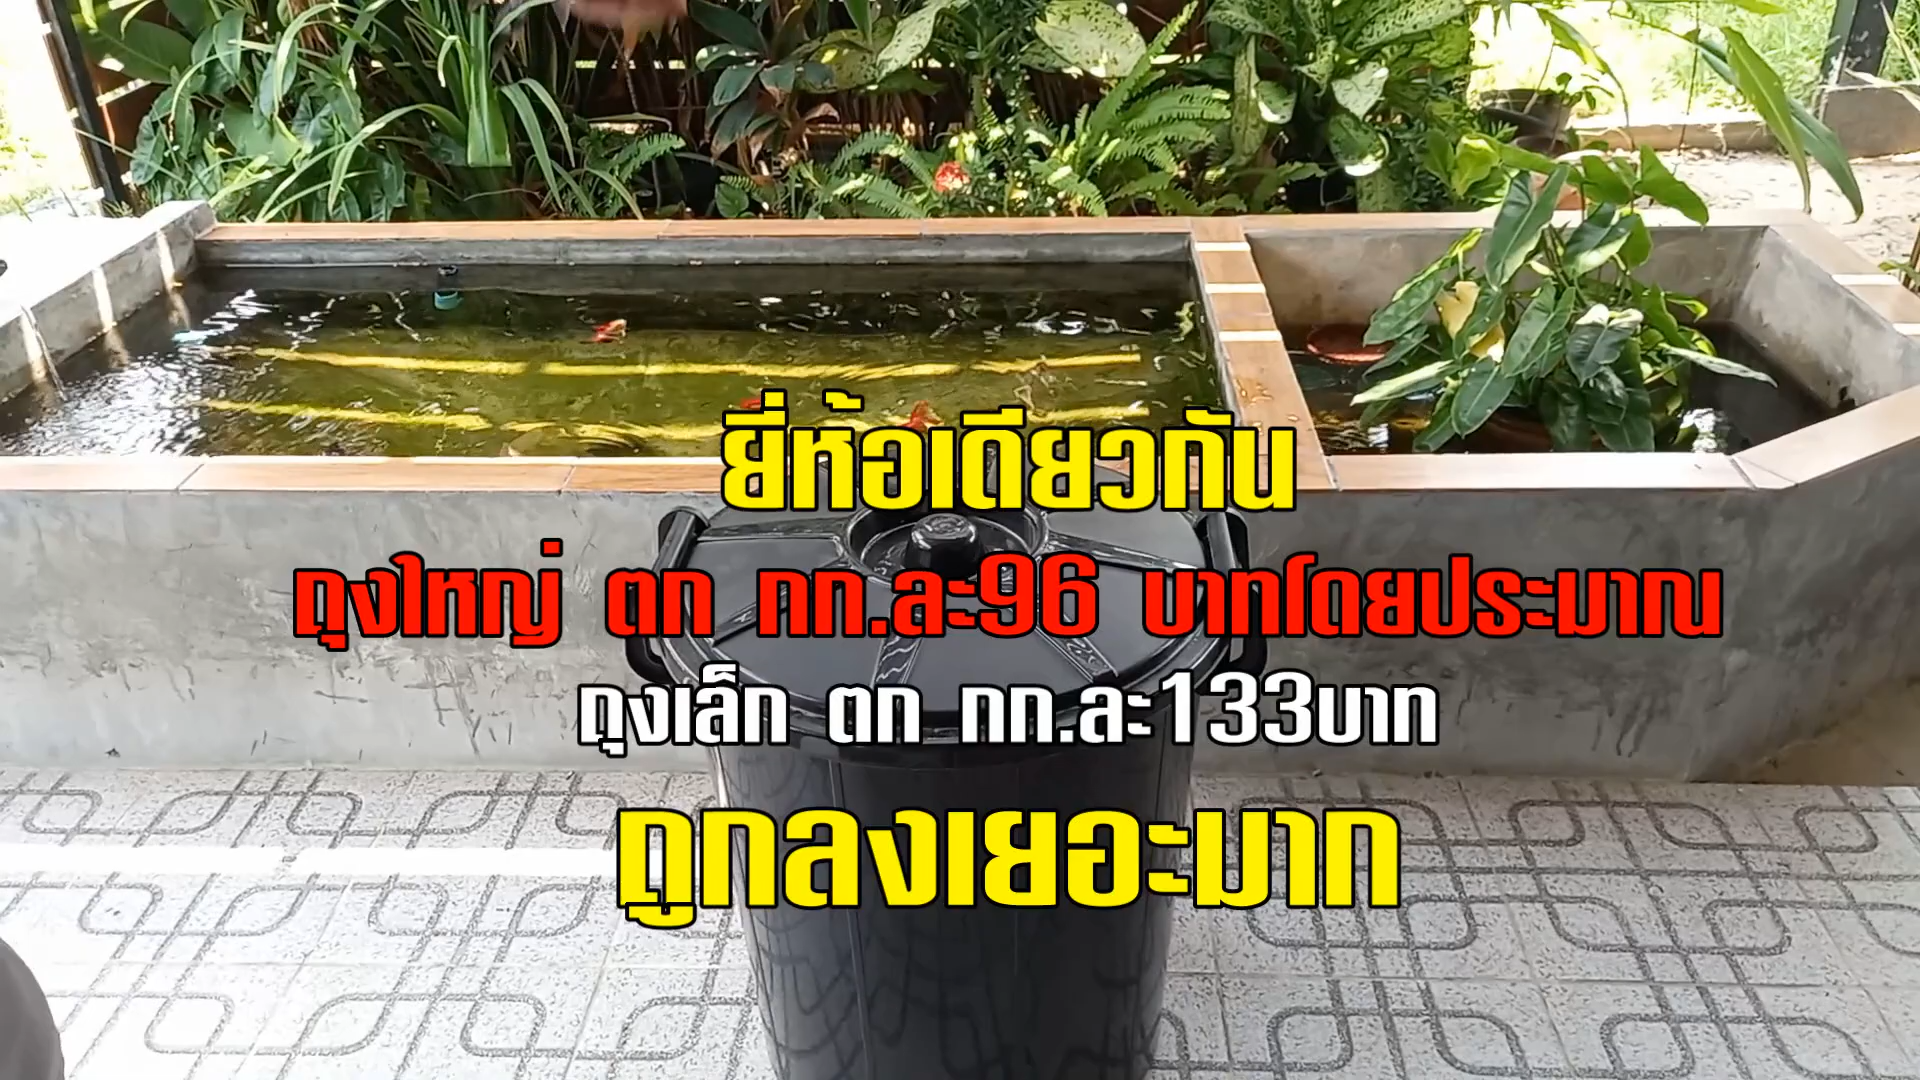 ยี่ห้อเดียวกัน
ถุงใหญ่ ตก กก.ละ96 บาทโดยประมาณ
ถุงเล็ก ตก กก.ละ133บาท
ถูกลงเยอะมาก